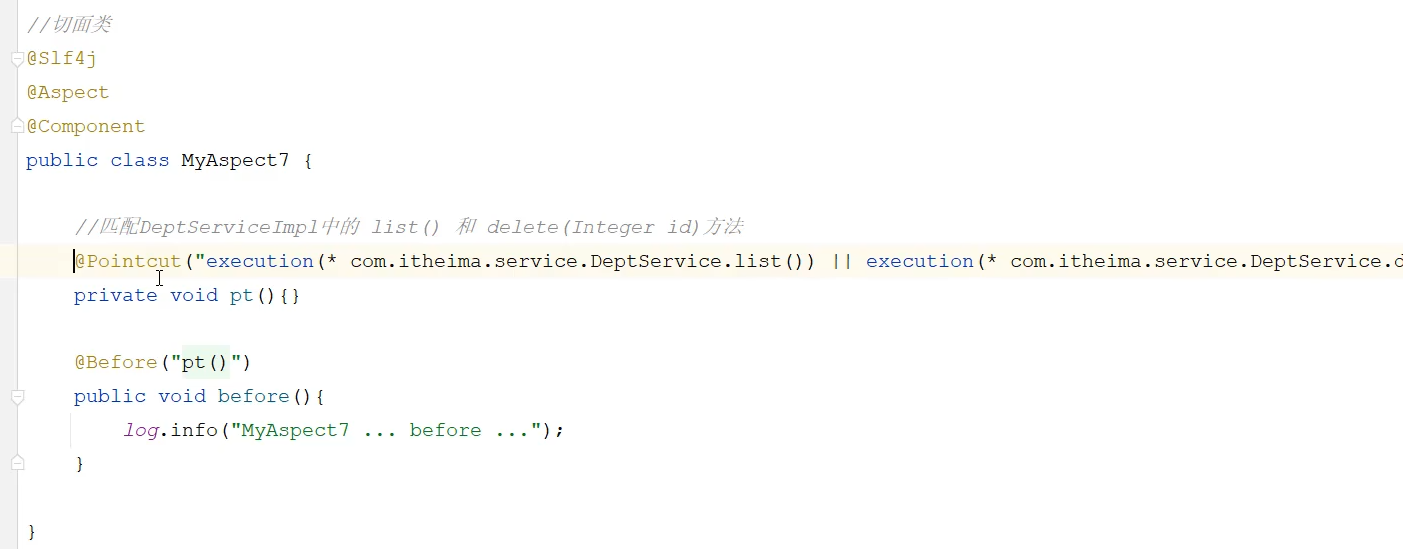 //切面类
@Slf4j
@Aspect
@Component
public class MyAspect7 {
//匹配DeptServiceImpl中的 list() 和 delete(Integer id)方法
@Pointcut("execution(* com.itheima.service.DeptService.list()) || execution(* com.itheima.service.DeptService.d
private void pt(){}
@Before("pt()")
public void before(){
log.info("MyAspect7 ... before ...");
}
}